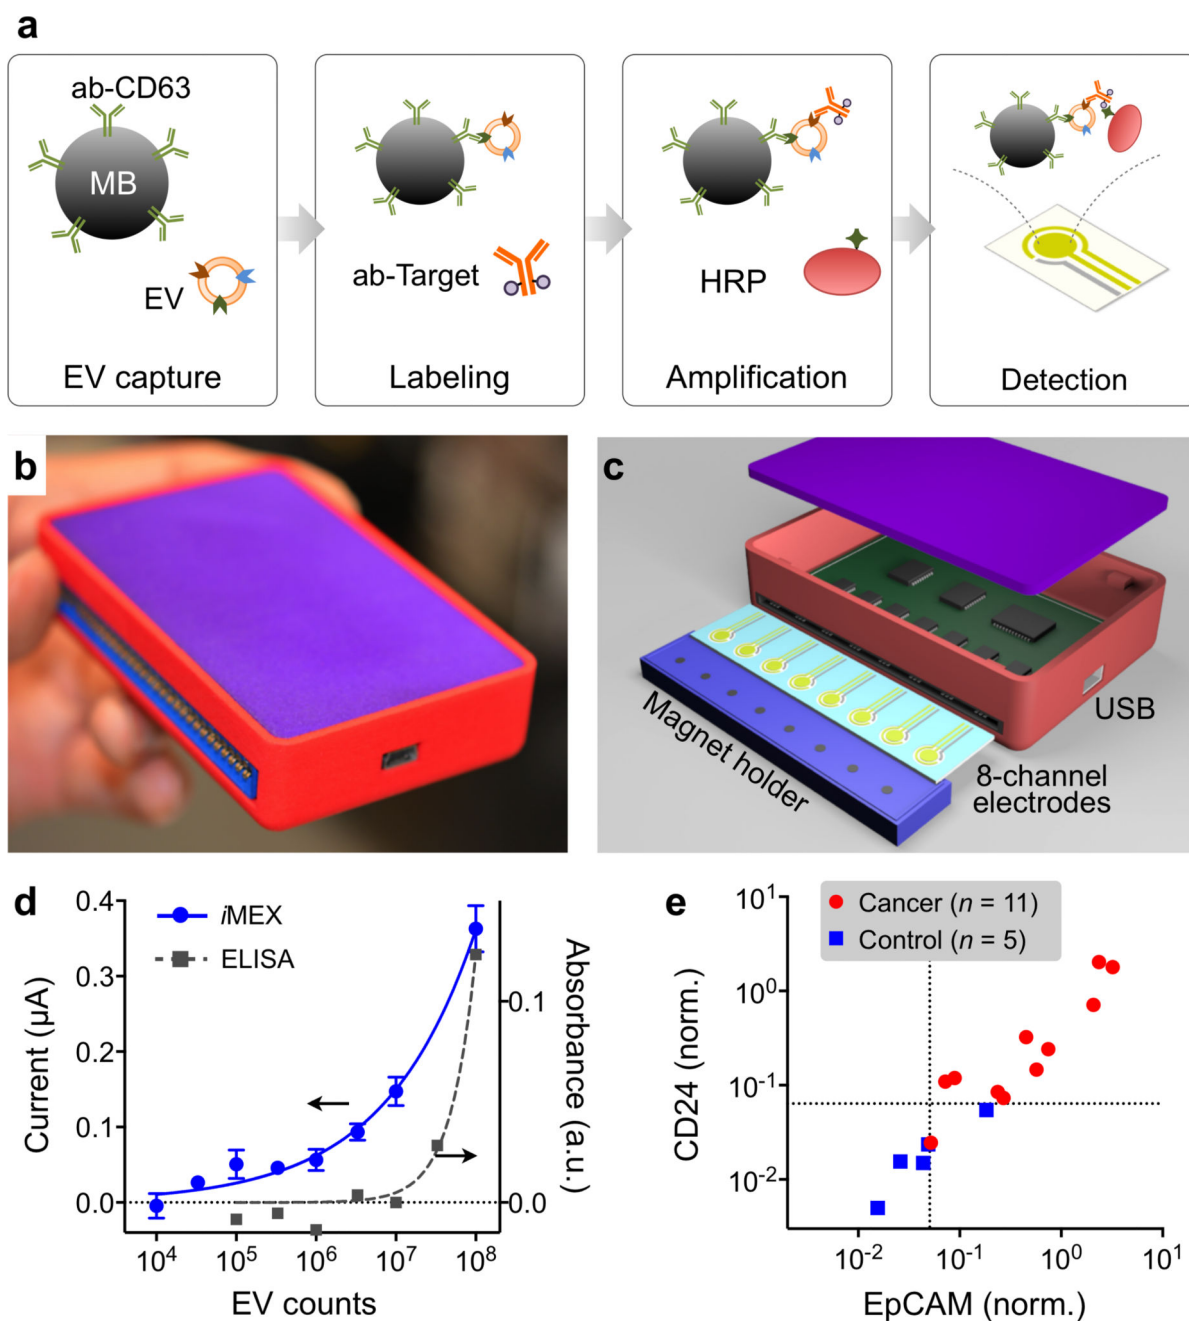 a
ab-CD63
MB
EV
EV capture
ab-Target
Labeling
HRP
Amplification
Detection
b
c
Magnet holder
8-channel
electrodes
USB
d
iMEX
ELISA
0.4
0.3
0.2
0.1
0.0
Current (µA)
0.1
0.0
Absorbance (a.u.)
10⁴
10⁵
10⁶
10⁷
10⁸
EV counts
e
Cancer (n = 11)
Control (n = 5)
10¹
10⁰
10⁻¹
10⁻²
CD24 (norm.)
10⁻²
10⁻¹
10⁰
10¹
EpCAM (norm.)